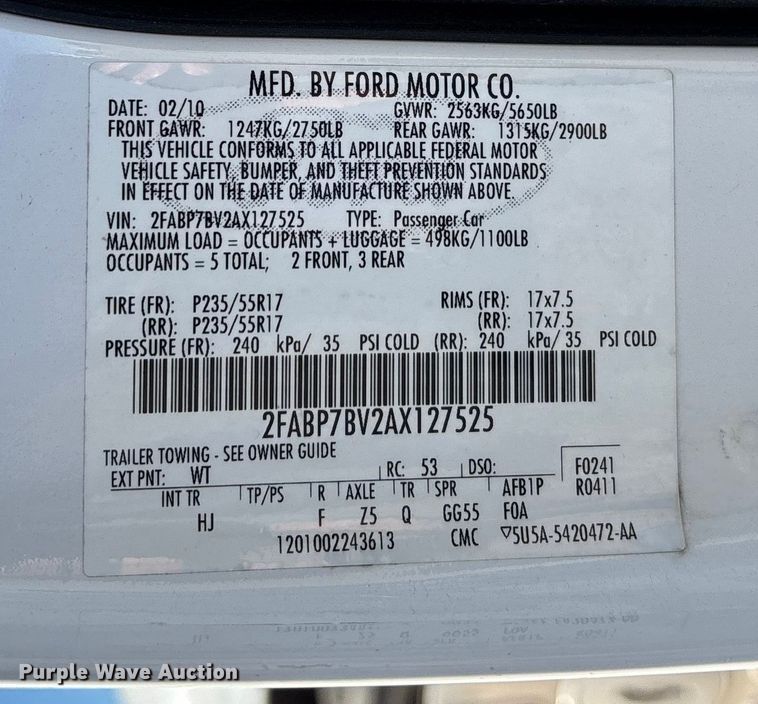 MFD. BY FORD MOTOR CO.
DATE: 02/10 GVWR: 2563KG/5650LB
FRONT GAWR: 1247KG/2750LB REAR GAWR: 1315KG/2900LB
THIS VEHICLE CONFORMS TO ALL APPLICABLE FEDERAL MOTOR
VEHICLE SAFETY, BUMPER, AND THEFT PREVENTION STANDARDS
IN EFFECT ON THE DATE OF MANUFACTURE SHOWN ABOVE.
VIN: 2FABP7BV2AX127525 TYPE: Passenger Car
MAXIMUM LOAD = OCCUPANTS + LUGGAGE = 498KG/1100LB
OCCUPANTS = 5 TOTAL; 2 FRONT, 3 REAR
TIRE (FR): P235/55R17 RIMS (FR): 17x7.5
(RR): P235/55R17 (RR): 17x7.5
PRESSURE (FR): 240 kPa/ 35 PSI COLD (RR): 240 kPa/ 35 PSI COLD
2FABP7BV2AX127525
TRAILER TOWING - SEE OWNER GUIDE
EXT PNT: WT RC: 53 DSO: F0241
INT TR TP/PS R AXLE TR SPR AFB1P R0411
HJ F Z5 Q GG55 FOA
1201002243613 CMC ▽5U5A-5420472-AA
Purple Wave Auction